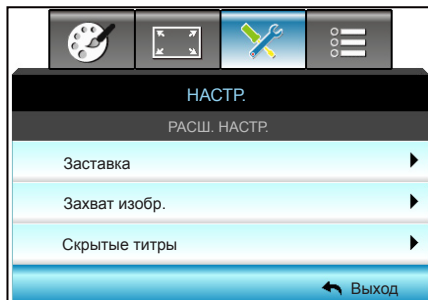 НАСТР.
РАСШ. НАСТР.
Заставка
Захват изобр.
Скрытые титры
Выход